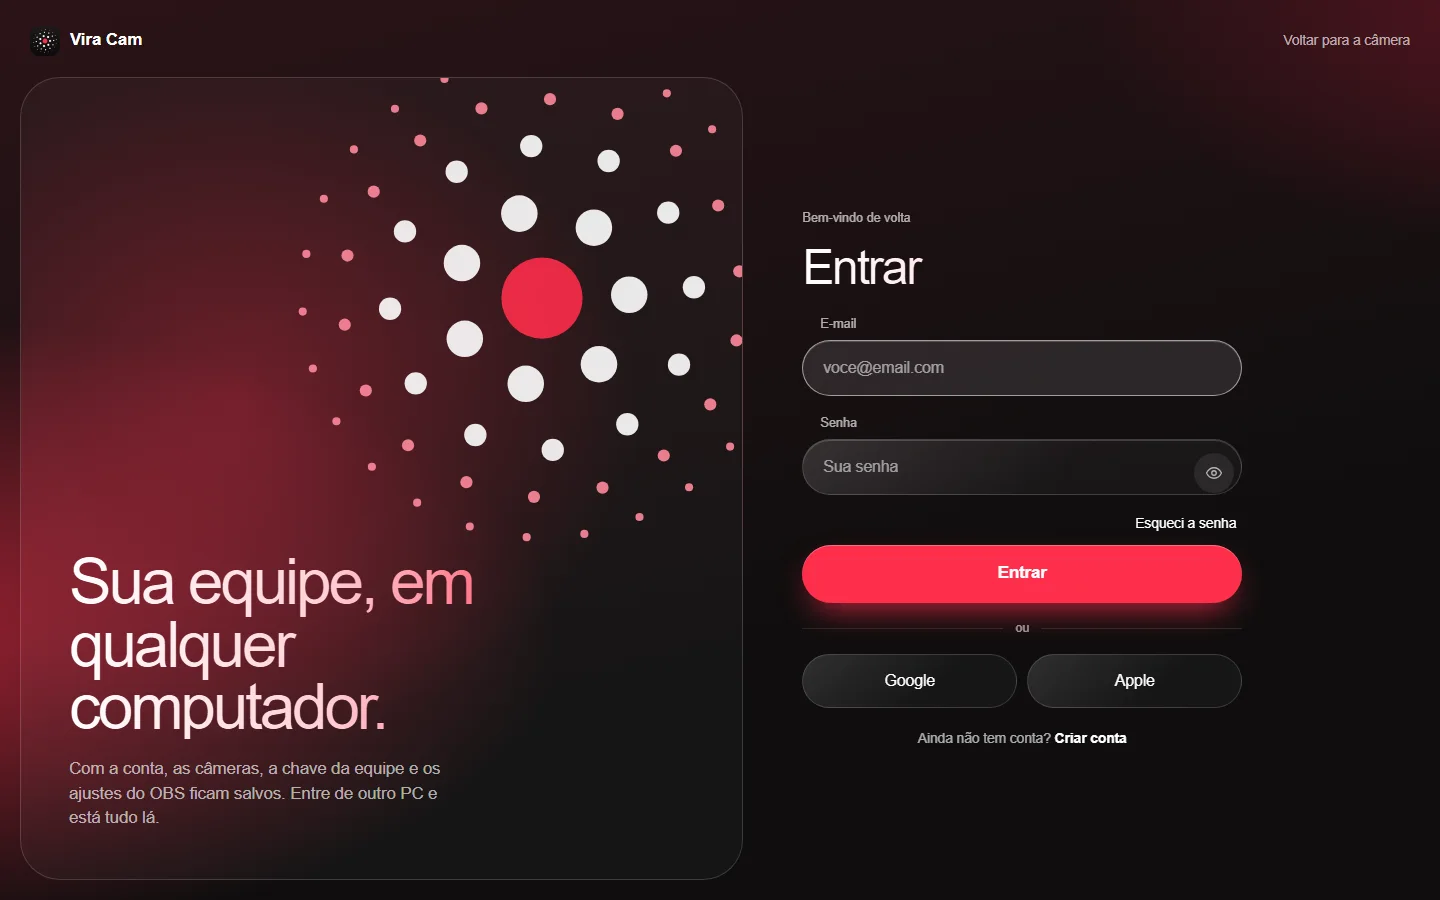 Vira Cam
Voltar para a câmera
Sua equipe, em
qualquer
computador.
Com a conta, as câmeras, a chave da equipe e os
ajustes do OBS ficam salvos. Entre de outro PC e
está tudo lá.
Bem-vindo de volta
Entrar
E-mail
voce@email.com
Senha
Sua senha
Esqueci a senha
Entrar
ou
Google
Apple
Ainda não tem conta? Criar conta